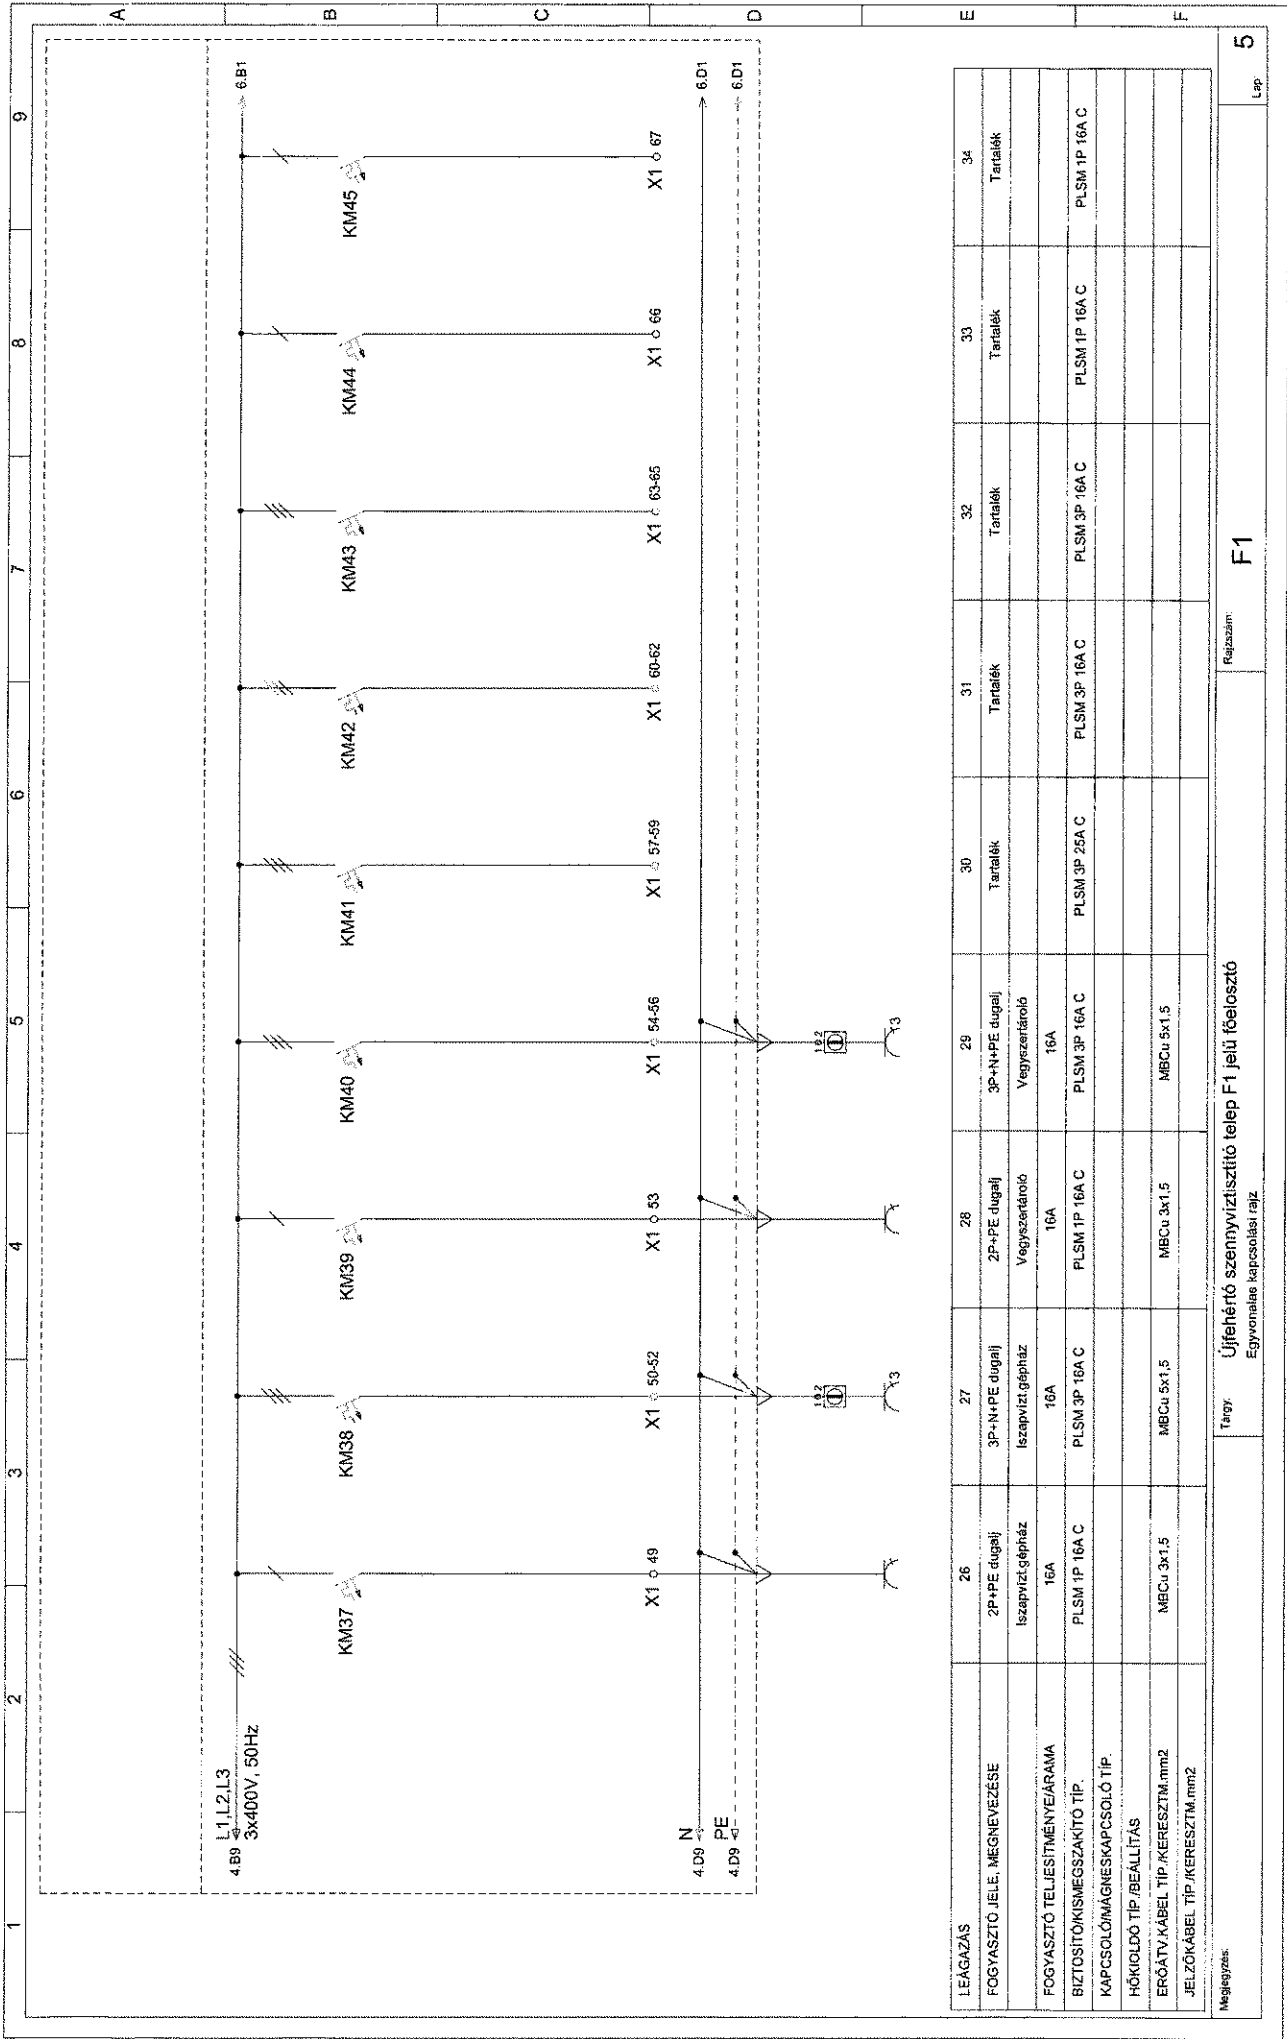 1 2 3 4 5 6 7 8 9
A
B
C
D
E
F
4.B9
L1,L2,L3
3x400V, 50Hz
6.B1
KM37
KM38
KM39
KM40
KM41
KM42
KM43
KM44
KM45
X1 49
X1 50-52
X1 53
X1 54-56
X1 57-59
X1 60-62
X1 63-65
X1 66
X1 67
4.D9 N 6.D1
4.D9 PE 6.D1
3
3
LEÁGAZÁS 26 27 28 29 30 31 32 33 34
FOGYASZTÓ JELE, MEGNEVEZÉSE 2P+PE dugalj 3P+N+PE dugalj 2P+PE dugalj 3P+N+PE dugalj Tartalék Tartalék Tartalék Tartalék Tartalék
Iszapvízt.gépház Iszapvízt.gépház Vegyszertároló Vegyszertároló
FOGYASZTÓ TELJESÍTMÉNYE/ÁRAMA 16A 16A 16A 16A
BIZTOSÍTÓ/KISMEGSZAKÍTÓ TÍP. PLSM 1P 16A C PLSM 3P 16A C PLSM 1P 16A C PLSM 3P 16A C PLSM 3P 25A C PLSM 3P 16A C PLSM 3P 16A C PLSM 1P 16A C PLSM 1P 16A C
KAPCSOLÓ/MÁGNESKAPCSOLÓ TÍP.
HŐKIOLDÓ TÍP./BEÁLLÍTÁS
ERŐÁTV.KÁBEL TÍP./KERESZTM.mm2 MBCu 3x1,5 MBCu 5x1,5 MBCu 3x1,5 MBCu 5x1,5
JELZŐKÁBEL TÍP./KERESZTM.mm2
Megjegyzés:
Tárgy: Újfehértó szennyvíztisztító telep F1 jelű főelosztó
Egyvonalas kapcsolási rajz
Rajzszám: F1
Lap: 5